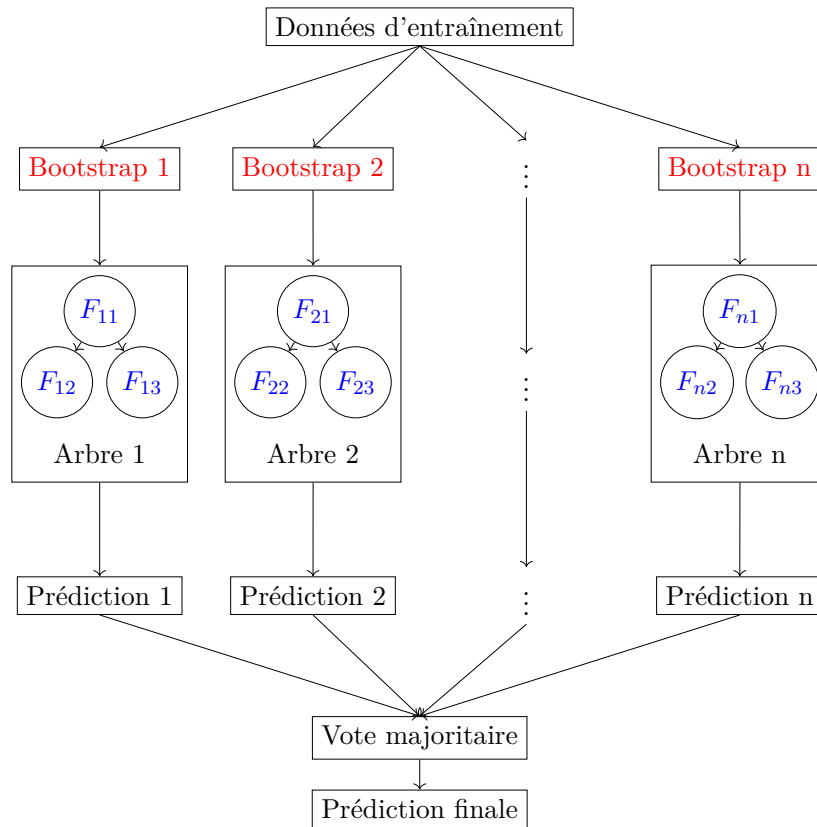 Données d'entraînement
Bootstrap 1 Bootstrap 2 ⋮ Bootstrap n
F₁₁ F₂₁ Fₙ₁
F₁₂ F₁₃ F₂₂ F₂₃ ⋮ Fₙ₂ Fₙ₃
Arbre 1 Arbre 2 Arbre n
Prédiction 1 Prédiction 2 ⋮ Prédiction n
Vote majoritaire
Prédiction finale